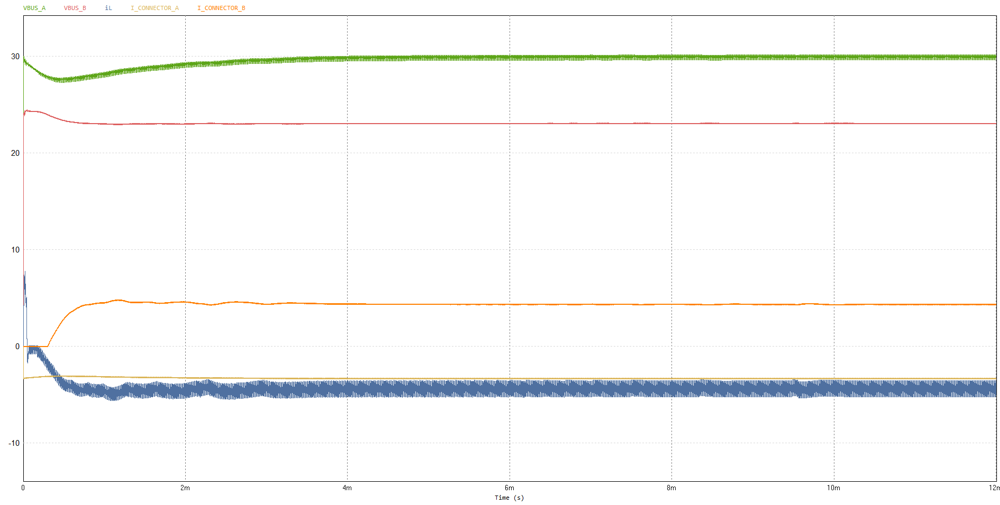 VBUS_A VBUS_B iL I_CONNECTOR_A I_CONNECTOR_B
30
20
10
0
-10
0 2m 4m 6m 8m 10m 12m
Time (s)